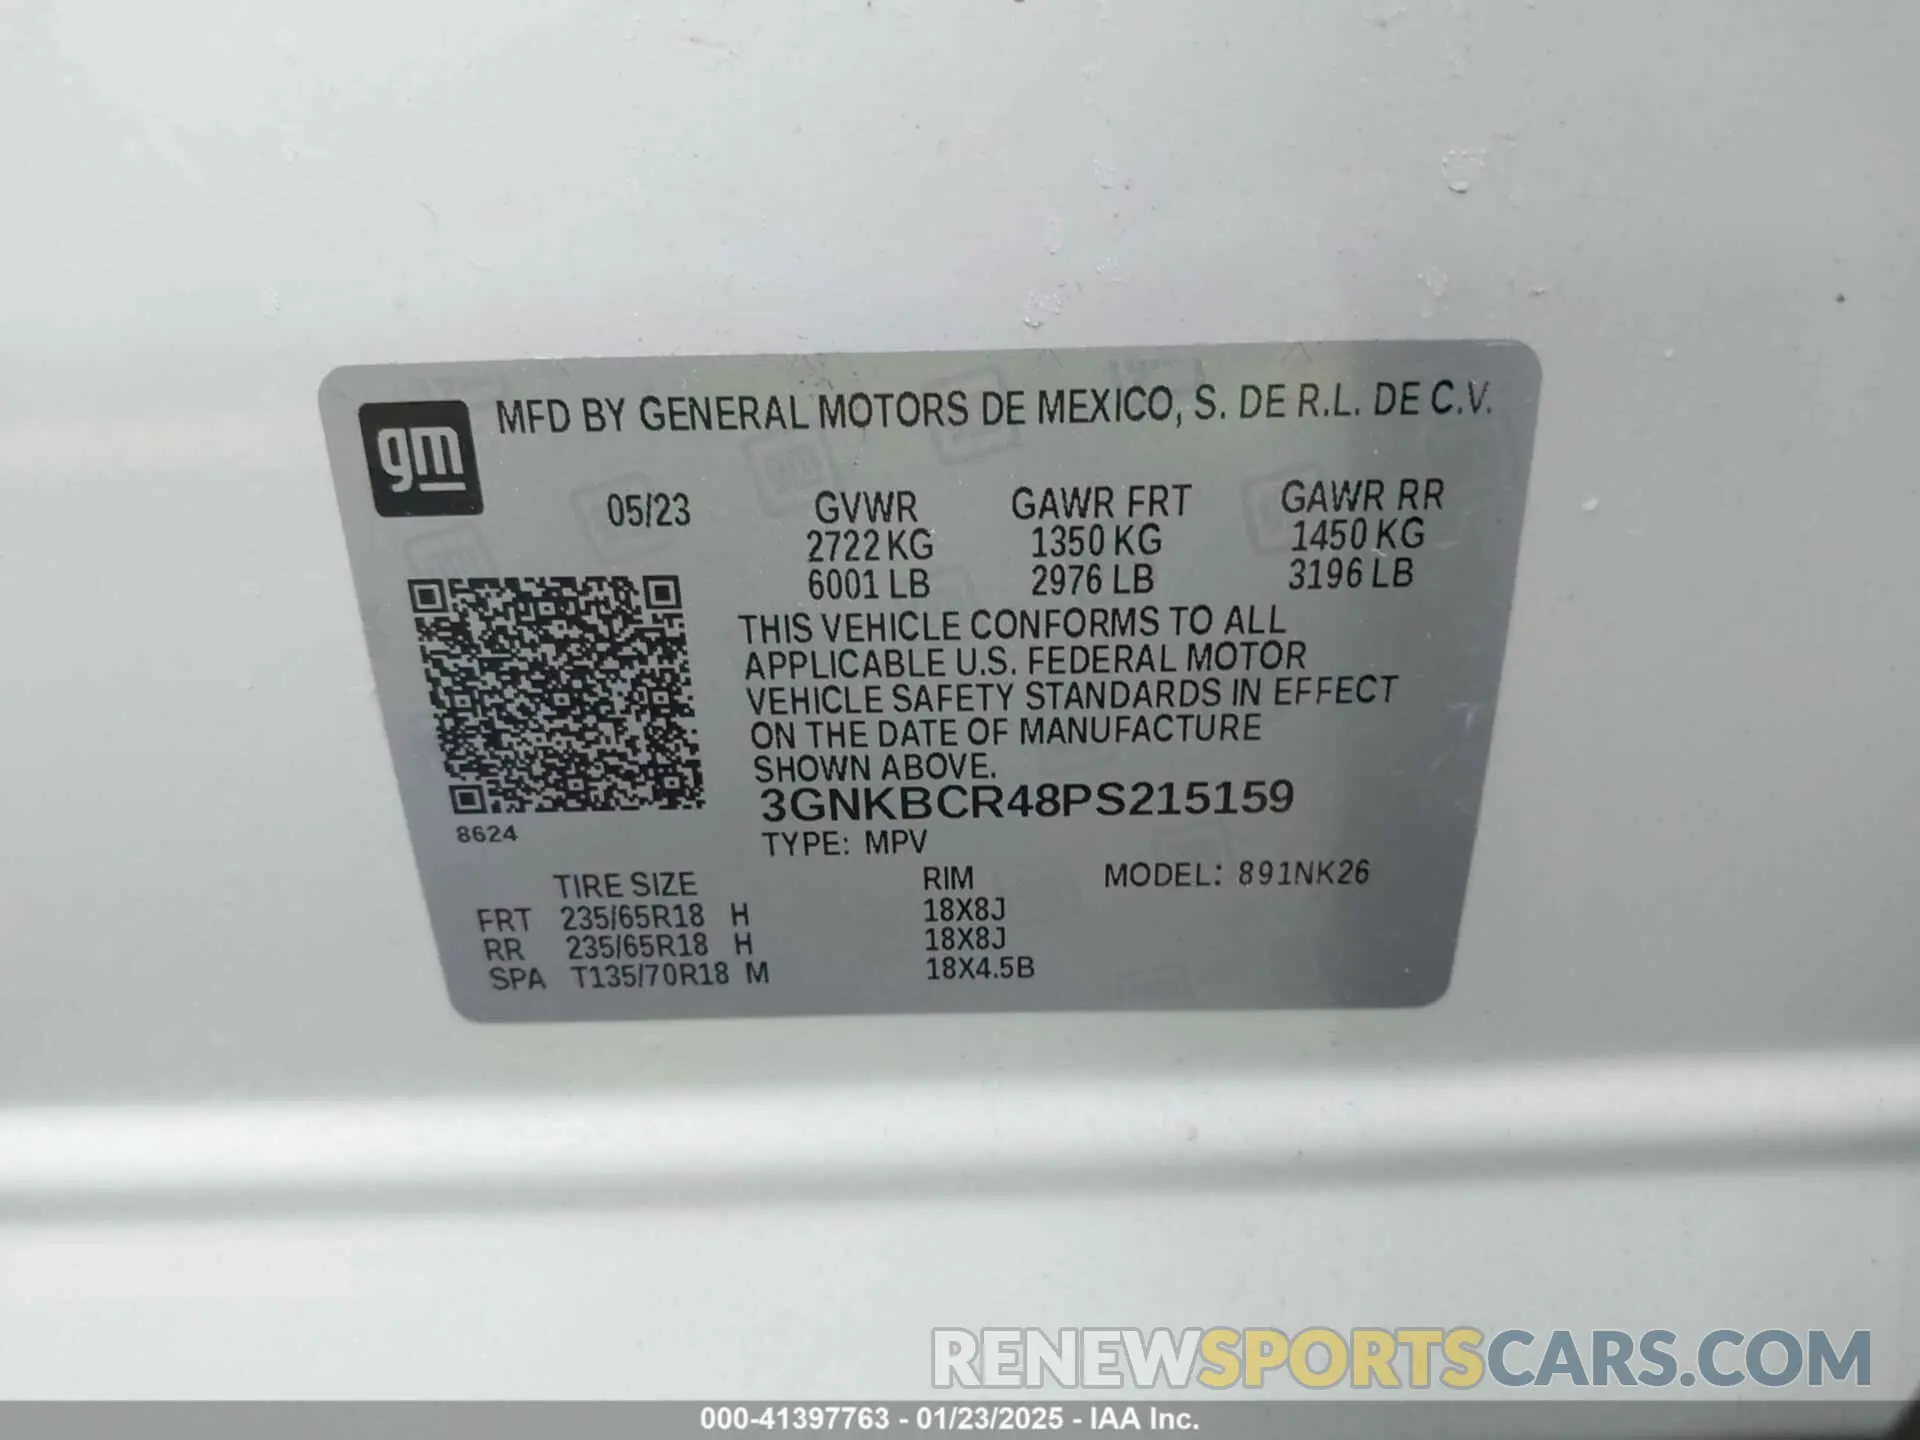 gm
MFD BY GENERAL MOTORS DE MEXICO, S. DE R.L. DE C.V.
05/23 GVWR GAWR FRT GAWR RR
2722 KG 1350 KG 1450 KG
6001 LB 2976 LB 3196 LB
THIS VEHICLE CONFORMS TO ALL
APPLICABLE U.S. FEDERAL MOTOR
VEHICLE SAFETY STANDARDS IN EFFECT
ON THE DATE OF MANUFACTURE
SHOWN ABOVE.
3GNKBCR48PS215159
8624
TYPE: MPV
TIRE SIZE RIM MODEL: 891NK26
FRT 235/65R18 H 18X8J
RR 235/65R18 H 18X8J
SPA T135/70R18 M 18X4.5B
RENEWSPORTSCARS.COM
000-41397763 - 01/23/2025 - IAA Inc.